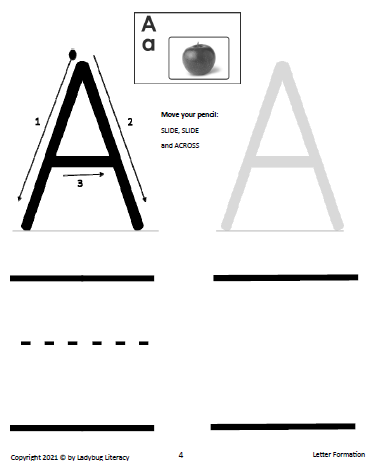 A
a
1
2
3
A
Move your pencil:
SLIDE, SLIDE
and ACROSS
A
Copyright 2021 © by Ladybug Literacy
4
Letter Formation